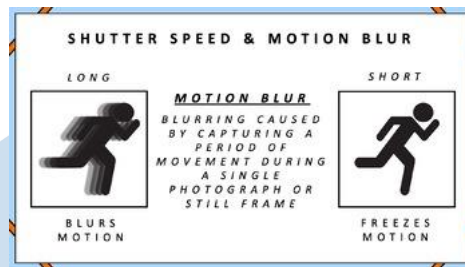 SHUTTER SPEED & MOTION BLUR
LONG
BLURS
MOTION
MOTION BLUR
BLURRING CAUSED
BY CAPTURING A
PERIOD OF
MOVEMENT DURING
A SINGLE
PHOTOGRAPH OR
STILL FRAME
SHORT
FREEZES
MOTION